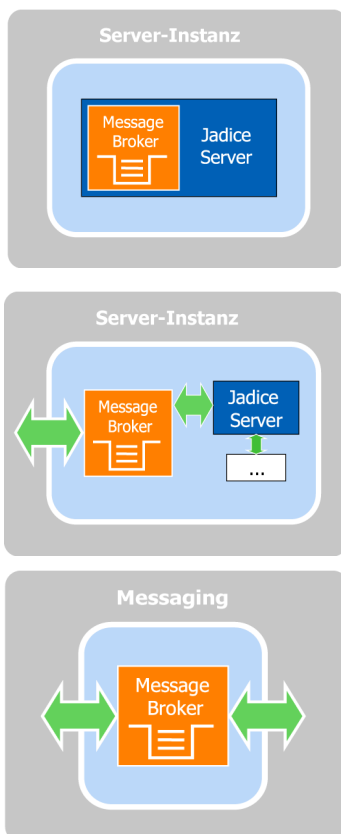 Server-Instanz
Message
Broker
Jadice
Server
Server-Instanz
Message
Broker
Jadice
Server
...
Messaging
Message
Broker